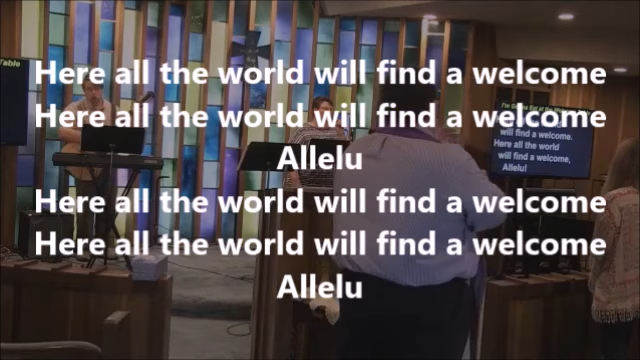 Here all the world will find a welcome
Here all the world will find a welcome
Allelu
Here all the world will find a welcome
Here all the world will find a welcome
Allelu
Table
will find a welcome.
Here all the world
will find a welcome,
Allelu!